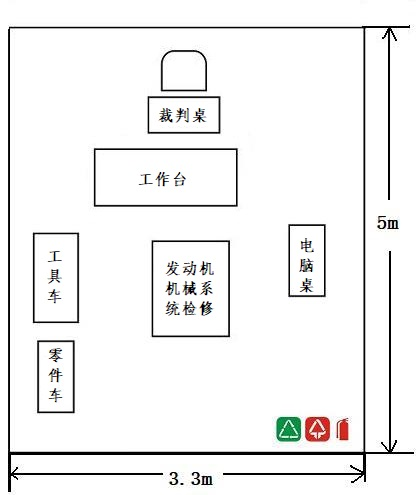 裁判桌
工作台
工
具
车
发动机
机械系
统检修
电
脑
桌
零
件
车
5m
3.3m